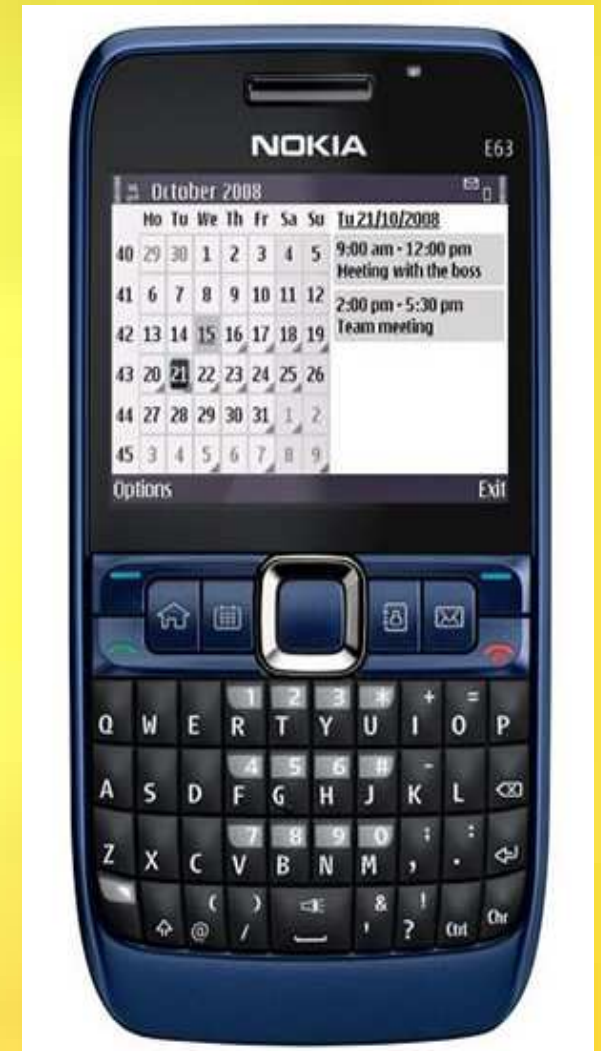 NOKIA
E63
October 2008
Mo Tu We Th Fr Sa Su
40 29 30 1 2 3 4 5
41 6 7 8 9 10 11 12
42 13 14 15 16 17 18 19
43 20 21 22 23 24 25 26
44 27 28 29 30 31 1 2
45 3 4 5 6 7 8 9
Tu 21/10/2008
9:00 am - 12:00 pm
Meeting with the boss
2:00 pm - 5:30 pm
Team meeting
Options Exit
1 2 3 * + =
Q W E R T Y U I O P
4 5 6 # -
A S D F G H J K L
7 8 9 0 ; :
Z X C V B N M , .
( ) & !
@ / ' ? Ctrl Chr